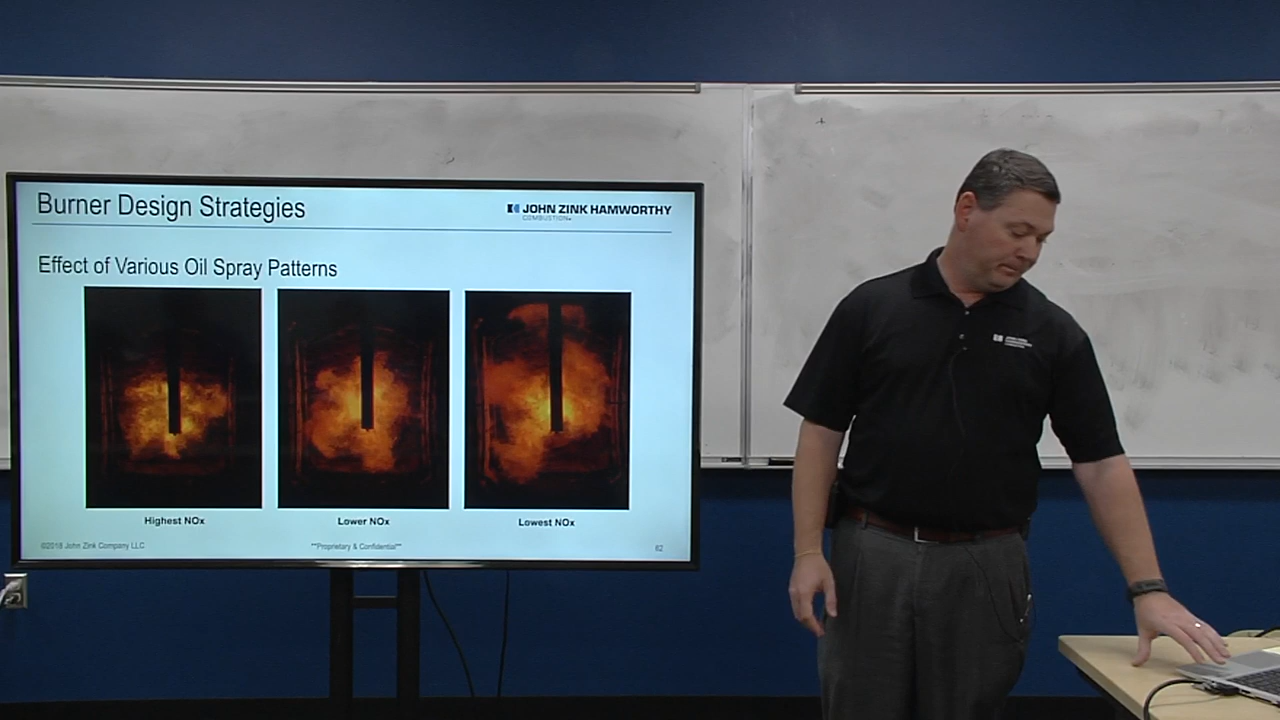 Burner Design Strategies
JOHN ZINK HAMWORTHY
COMBUSTION
Effect of Various Oil Spray Patterns
Highest NOx
Lower NOx
Lowest NOx
©2018 John Zink Company LLC
**Proprietary & Confidential**
62